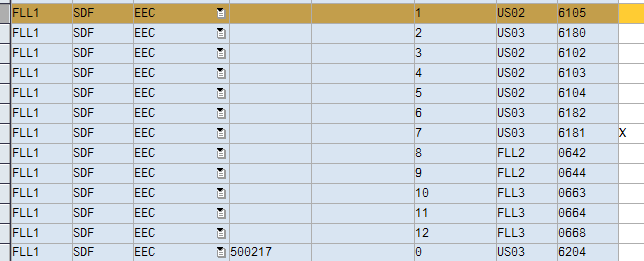 FLL1 SDF EEC 1 US02 6105
FLL1 SDF EEC 2 US03 6180
FLL1 SDF EEC 3 US02 6102
FLL1 SDF EEC 4 US02 6103
FLL1 SDF EEC 5 US02 6104
FLL1 SDF EEC 6 US03 6182
FLL1 SDF EEC 7 US03 6181 X
FLL1 SDF EEC 8 FLL2 0642
FLL1 SDF EEC 9 FLL2 0644
FLL1 SDF EEC 10 FLL3 0663
FLL1 SDF EEC 11 FLL3 0664
FLL1 SDF EEC 12 FLL3 0668
FLL1 SDF EEC 500217 0 US03 6204